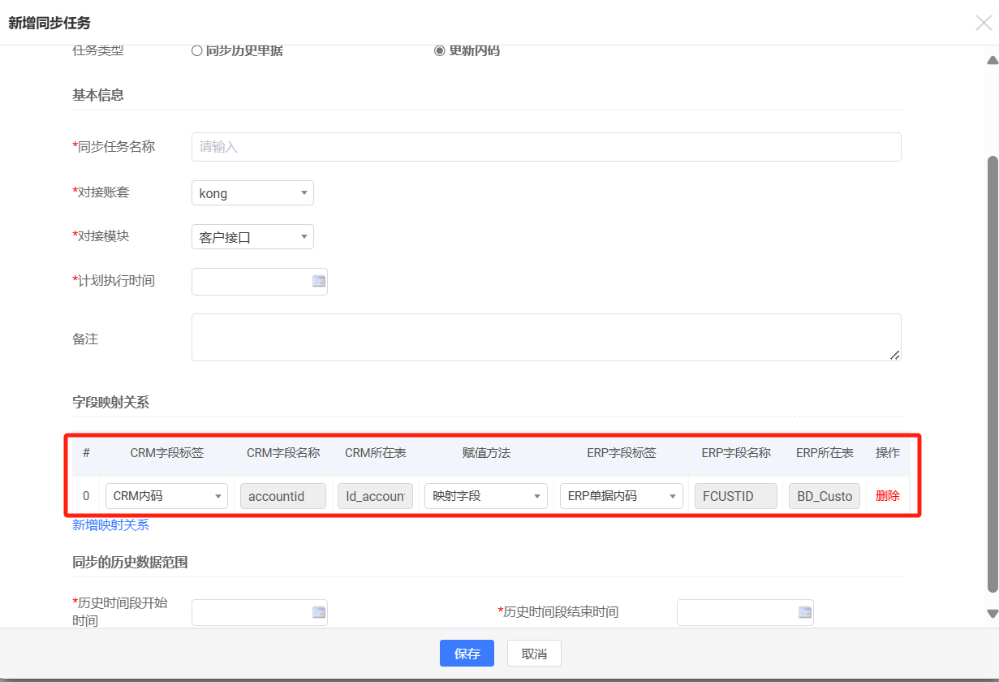 新增同步任务
任务类型 同步历史单据 更新内码
基本信息
*同步任务名称 请输入
*对接账套 kong
*对接模块 客户接口
*计划执行时间
备注
字段映射关系
# CRM字段标签 CRM字段名称 CRM所在表 赋值方法 ERP字段标签 ERP字段名称 ERP所在表 操作
0 CRM内码 accountid ld_accoun 映射字段 ERP单据内码 FCUSTID BD_Custo 删除
新增映射关系
同步的历史数据范围
*历史时间段开始 *历史时间段结束时间
时间
保存 取消